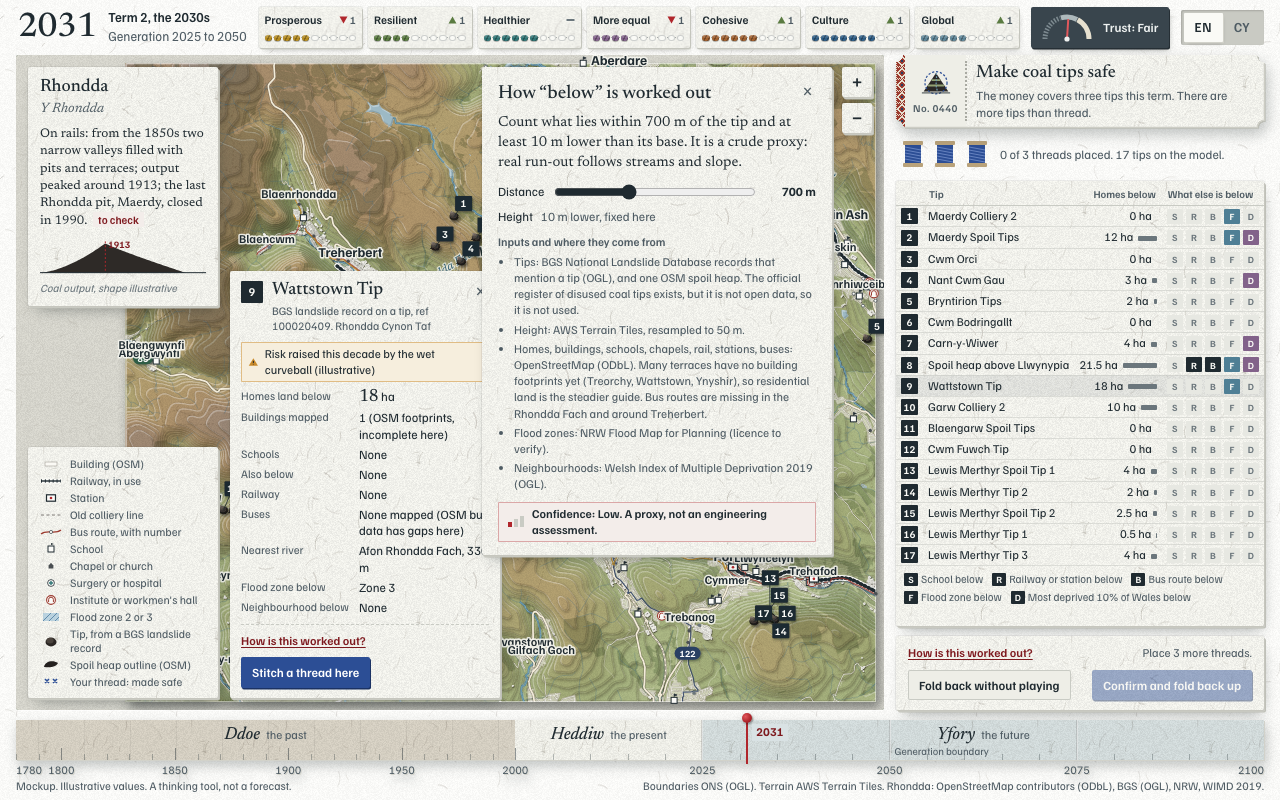 2031
Term 2, the 2030s
Generation 2025 to 2050
Prosperous 1
Resilient 1
Healthier
More equal 1
Cohesive 1
Culture 1
Global 1
Trust: Fair
EN CY
Rhondda
Y Rhondda
On rails: from the 1850s two
narrow valleys filled with
pits and terraces; output
peaked around 1913; the last
Rhondda pit, Maerdy, closed
in 1990. to check
1913
Coal output, shape illustrative
Aberdare
Blaenrhondda
Blaencwm
Treherbert
1
3
4
5
Blaengwynfi
Abergwynfi
Building (OSM)
Railway, in use
Station
Old colliery line
Bus route, with number
School
Chapel or church
Surgery or hospital
Institute or workmen's hall
Flood zone 2 or 3
Tip, from a BGS landslide
record
Spoil heap outline (OSM)
Your thread: made safe
9 Wattstown Tip
BGS landslide record on a tip, ref
100020409. Rhondda Cynon Taf
Risk raised this decade by the wet
curveball (illustrative)
Homes land below 18 ha
Buildings mapped 1 (OSM footprints,
incomplete here)
Schools None
Also below None
Railway None
Buses None mapped (OSM bu
data has gaps here)
Nearest river Afon Rhondda Fach, 33
m
Flood zone below Zone 3
Neighbourhood below None
How is this worked out?
Stitch a thread here
How “below” is worked out ×
Count what lies within 700 m of the tip and at
least 10 m lower than its base. It is a crude proxy:
real run-out follows streams and slope.
Distance 700 m
Height 10 m lower, fixed here
Inputs and where they come from
• Tips: BGS National Landslide Database records that
mention a tip (OGL), and one OSM spoil heap. The official
register of disused coal tips exists, but it is not open data, so
it is not used.
• Height: AWS Terrain Tiles, resampled to 50 m.
• Homes, buildings, schools, chapels, rail, stations, buses:
OpenStreetMap (ODbL). Many terraces have no building
footprints yet (Treorchy, Wattstown, Ynyshir), so residential
land is the steadier guide. Bus routes are missing in the
Rhondda Fach and around Treherbert.
• Flood zones: NRW Flood Map for Planning (licence to
verify).
• Neighbourhoods: Welsh Index of Multiple Deprivation 2019
(OGL).
Confidence: Low. A proxy, not an engineering
assessment.
+
−
in Ash
skin
nrhiwceib
Cymmer
Trehafod
Trebanog
Gilfach Goch
13
15
17 16
14
122
No. 0440
Make coal tips safe
The money covers three tips this term. There are
more tips than thread.
0 of 3 threads placed. 17 tips on the model.
Tip Homes below What else is below
1 Maerdy Colliery 2 0 ha S R B F D
2 Maerdy Spoil Tips 12 ha S R B F D
3 Cwm Orci 0 ha S R B F D
4 Nant Cwm Gau 3 ha S R B F D
5 Bryntirion Tips 2 ha S R B F D
6 Cwm Bodringallt 0 ha S R B F D
7 Carn-y-Wiwer 4 ha S R B F D
8 Spoil heap above Llwynypia 21.5 ha S R B F D
9 Wattstown Tip 18 ha S R B F D
10 Garw Colliery 2 10 ha S R B F D
11 Blaengarw Spoil Tips 0 ha S R B F D
12 Cwm Fuwch Tip 0 ha S R B F D
13 Lewis Merthyr Spoil Tip 1 4 ha S R B F D
14 Lewis Merthyr Tip 2 2 ha S R B F D
15 Lewis Merthyr Spoil Tip 2 2.5 ha S R B F D
16 Lewis Merthyr Tip 1 0.5 ha S R B F D
17 Lewis Merthyr Tip 3 4 ha S R B F D
S School below R Railway or station below B Bus route below
F Flood zone below D Most deprived 10% of Wales below
How is this worked out? Place 3 more threads.
Fold back without playing Confirm and fold back up
Ddoe the past Heddiw the present 2031 Yfory the future
Generation boundary
1780 1800 1850 1900 1950 2000 2025 2050 2075 2100
Mockup. Illustrative values. A thinking tool, not a forecast.
Boundaries ONS (OGL). Terrain AWS Terrain Tiles. Rhondda: OpenStreetMap contributors (ODbL), BGS (OGL), NRW, WIMD 2019.